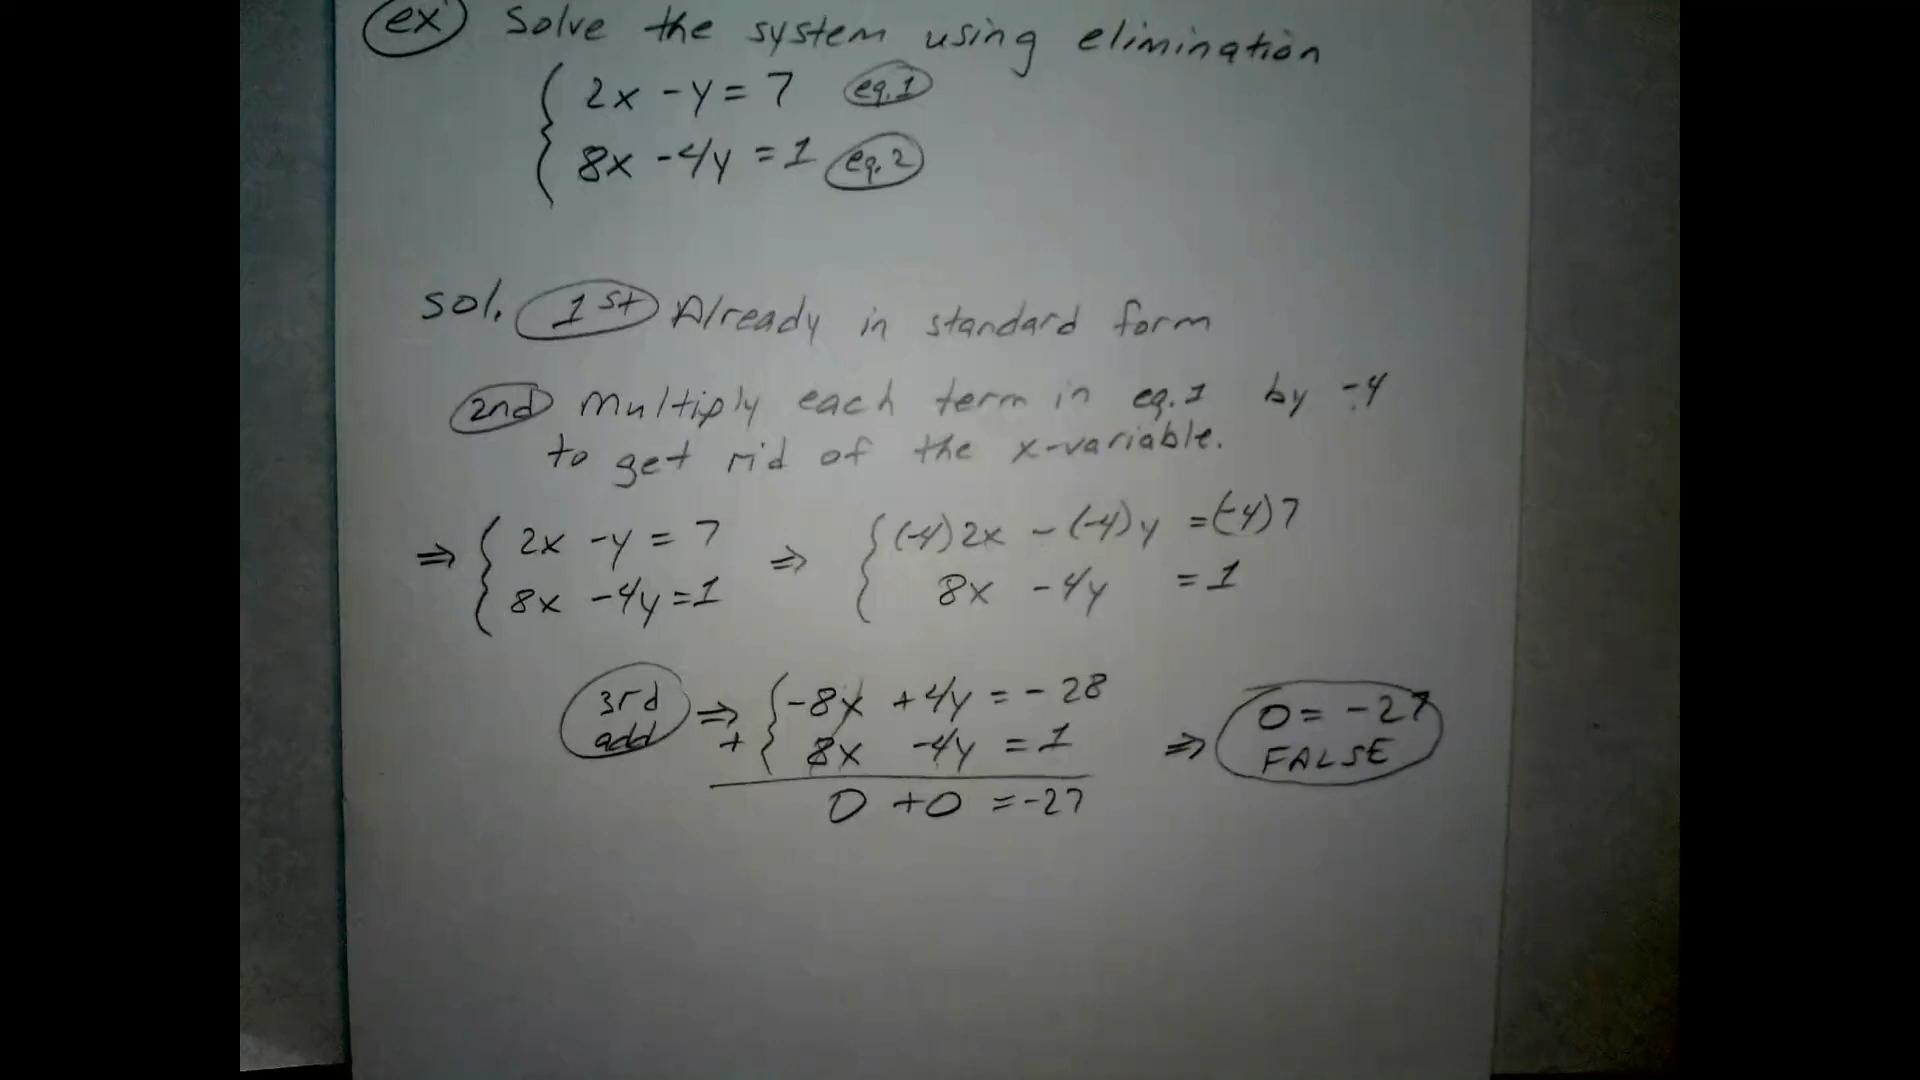 ex Solve the system using elimination
2x - y = 7 eq.1
8x - 4y = 1 eq.2
sol. 1st Already in standard form
2nd Multiply each term in eq.1 by -4
to get rid of the x-variable.
⇒ { 2x - y = 7 ⇒ { (-4)2x - (-4)y = (-4)7
8x - 4y = 1 8x - 4y = 1
3rd ⇒ { -8x + 4y = -28
add + 8x - 4y = 1 ⇒ 0 = -27
0 + 0 = -27 FALSE